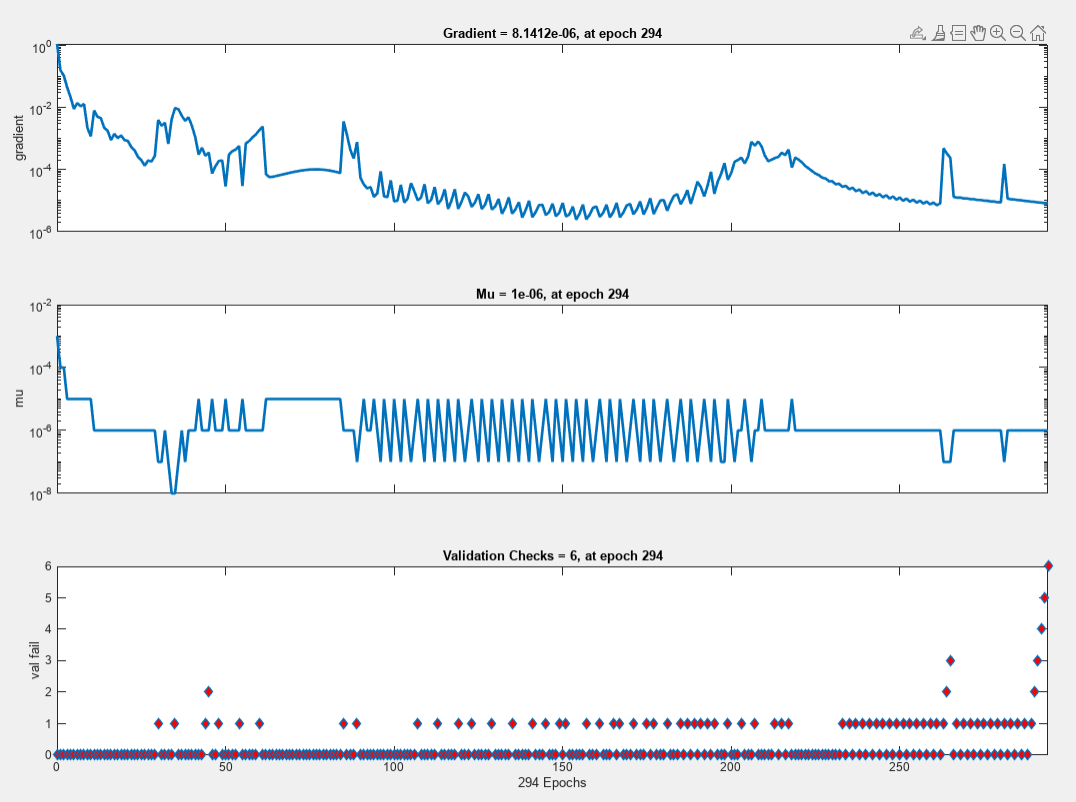 Gradient = 8.1412e-06, at epoch 294
10^0
10^-2
10^-4
10^-6
gradient
Mu = 1e-06, at epoch 294
10^-2
10^-4
10^-6
10^-8
mu
Validation Checks = 6, at epoch 294
6
5
4
3
2
1
0
val fail
0 50 100 150 200 250
294 Epochs